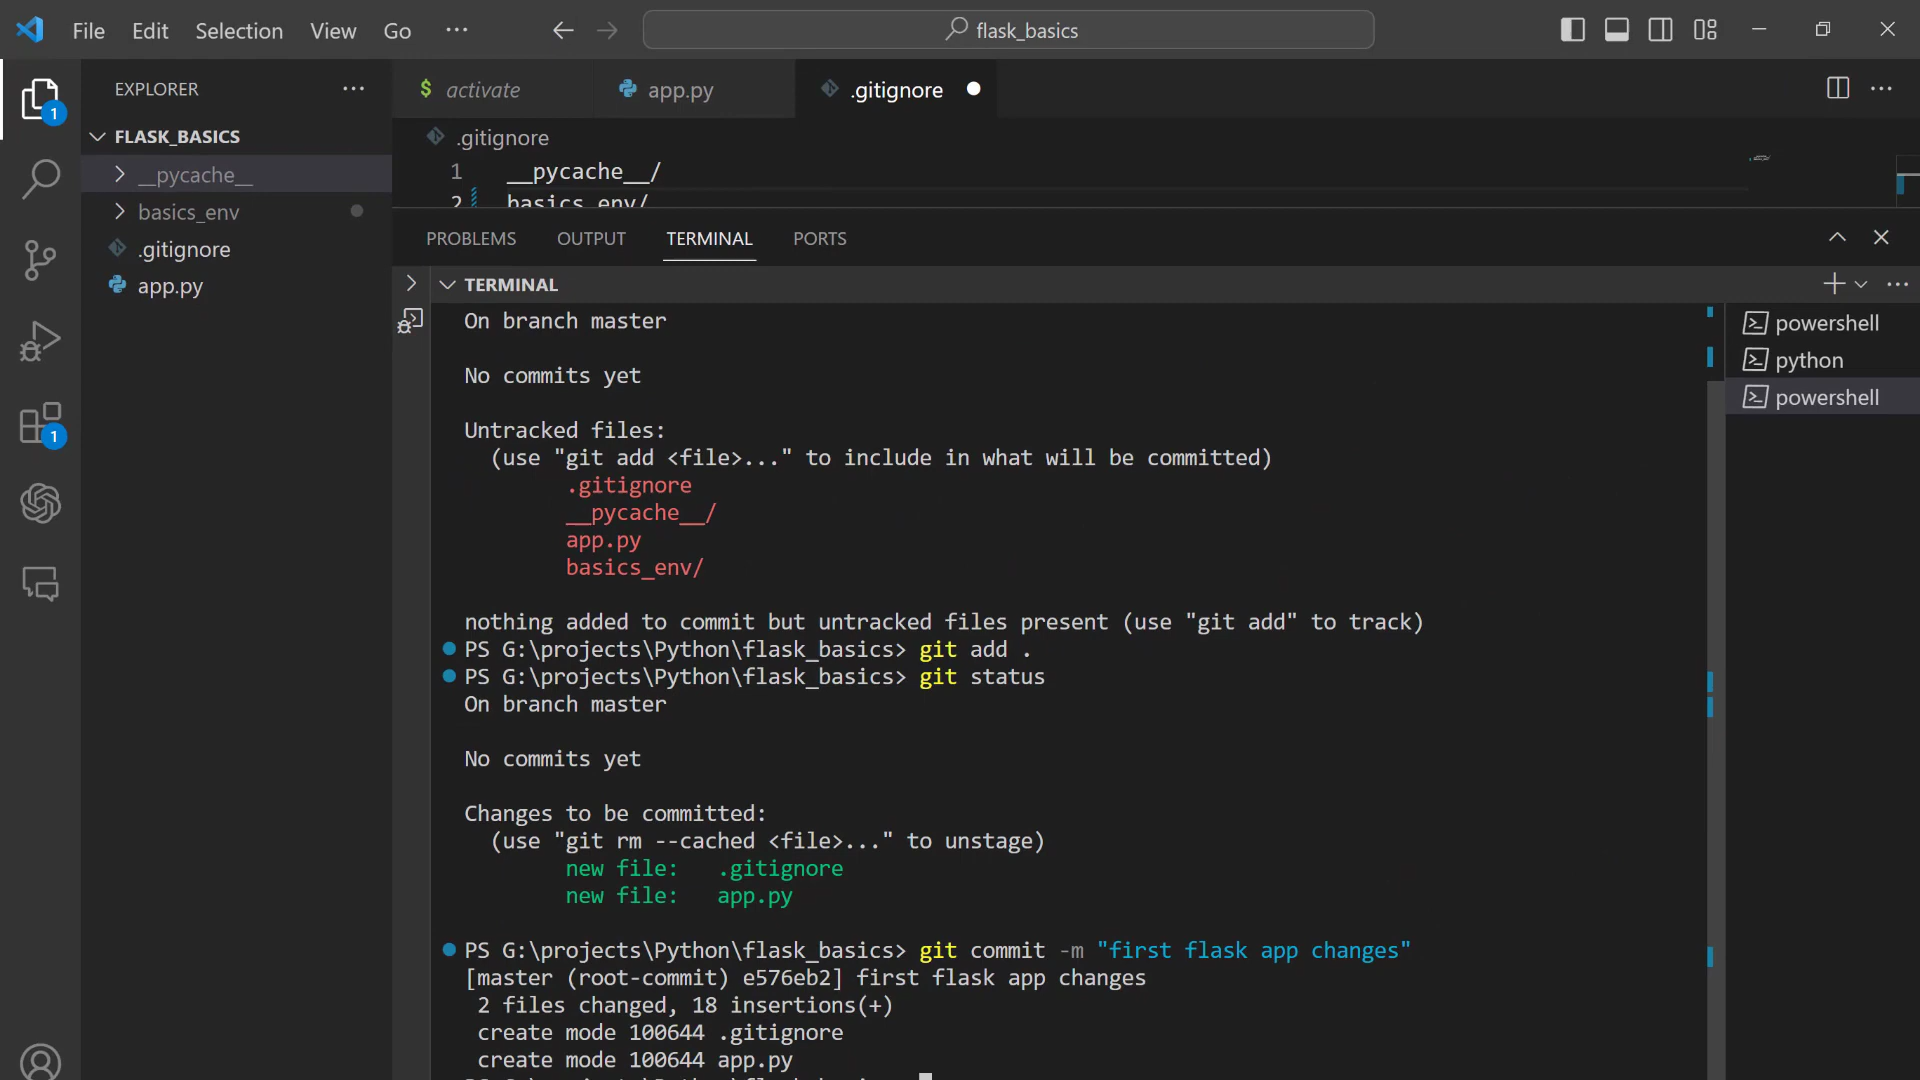 File Edit Selection View Go ··· flask_basics
EXPLORER ···
FLASK_BASICS
__pycache__
basics_env
.gitignore
app.py
1
1
$ activate app.py .gitignore
.gitignore
1 __pycache__/
2 basics_env/
PROBLEMS OUTPUT TERMINAL PORTS
TERMINAL
powershell
python
powershell
On branch master
No commits yet
Untracked files:
(use "git add <file>..." to include in what will be committed)
.gitignore
__pycache__/
app.py
basics_env/
nothing added to commit but untracked files present (use "git add" to track)
PS G:\projects\Python\flask_basics> git add .
PS G:\projects\Python\flask_basics> git status
On branch master
No commits yet
Changes to be committed:
(use "git rm --cached <file>..." to unstage)
new file: .gitignore
new file: app.py
PS G:\projects\Python\flask_basics> git commit -m "first flask app changes"
[master (root-commit) e576eb2] first flask app changes
2 files changed, 18 insertions(+)
create mode 100644 .gitignore
create mode 100644 app.py